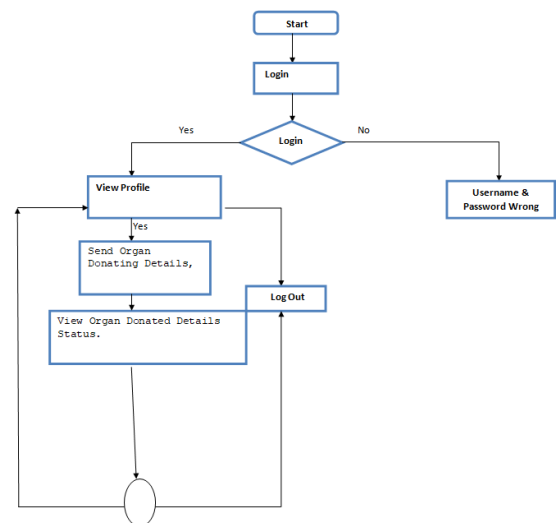 Start
Login
Login
Yes
No
View Profile
Username &
Password Wrong
Yes
Send Organ
Donating Details,
Log Out
View Organ Donated Details
Status.